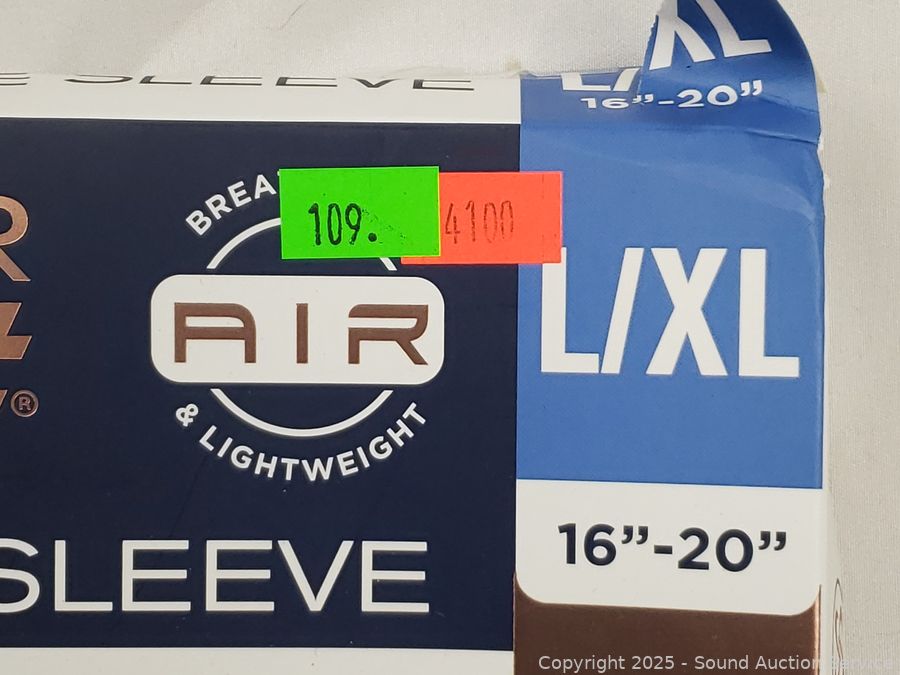 SLEEVE
L/XL
16”-20”
BREA
109. 4100
R
AIR
L/XL
®
& LIGHTWEIGHT
16”-20”
SLEEVE
Copyright 2025 - Sound Auction Service